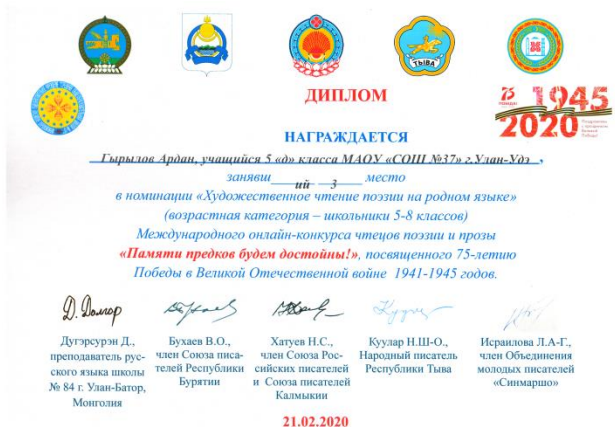 ТЫВА
ДИПЛОМ
75
ПОБЕДЫ!
1945
2020
НАГРАЖДАЕТСЯ
Гырылов Ардан, учащийся 5 «д» класса МАОУ «СОШ №37» г.Улан-Удэ ,
занявш ий 3 место
в номинации «Художественное чтение поэзии на родном языке»
(возрастная категория – школьники 5-8 классов)
Международного онлайн-конкурса чтецов поэзии и прозы
«Памяти предков будем достойны!», посвященного 75-летию
Победы в Великой Отечественной войне 1941-1945 годов.
Дугэрсурэн Д.,
преподаватель рус-
ского языка школы
№ 84 г. Улан-Батор,
Монголия
Бухаев В.О.,
член Союза писа-
телей Республики
Бурятии
Хатуев Н.С.,
член Союза Рос-
сийских писателей
и Союза писателей
Калмыкии
Куулар Н.Ш-О.,
Народный писатель
Республики Тыва
Исраилова Л.А-Г.,
член Объединения
молодых писателей
«Синмаршо»
21.02.2020